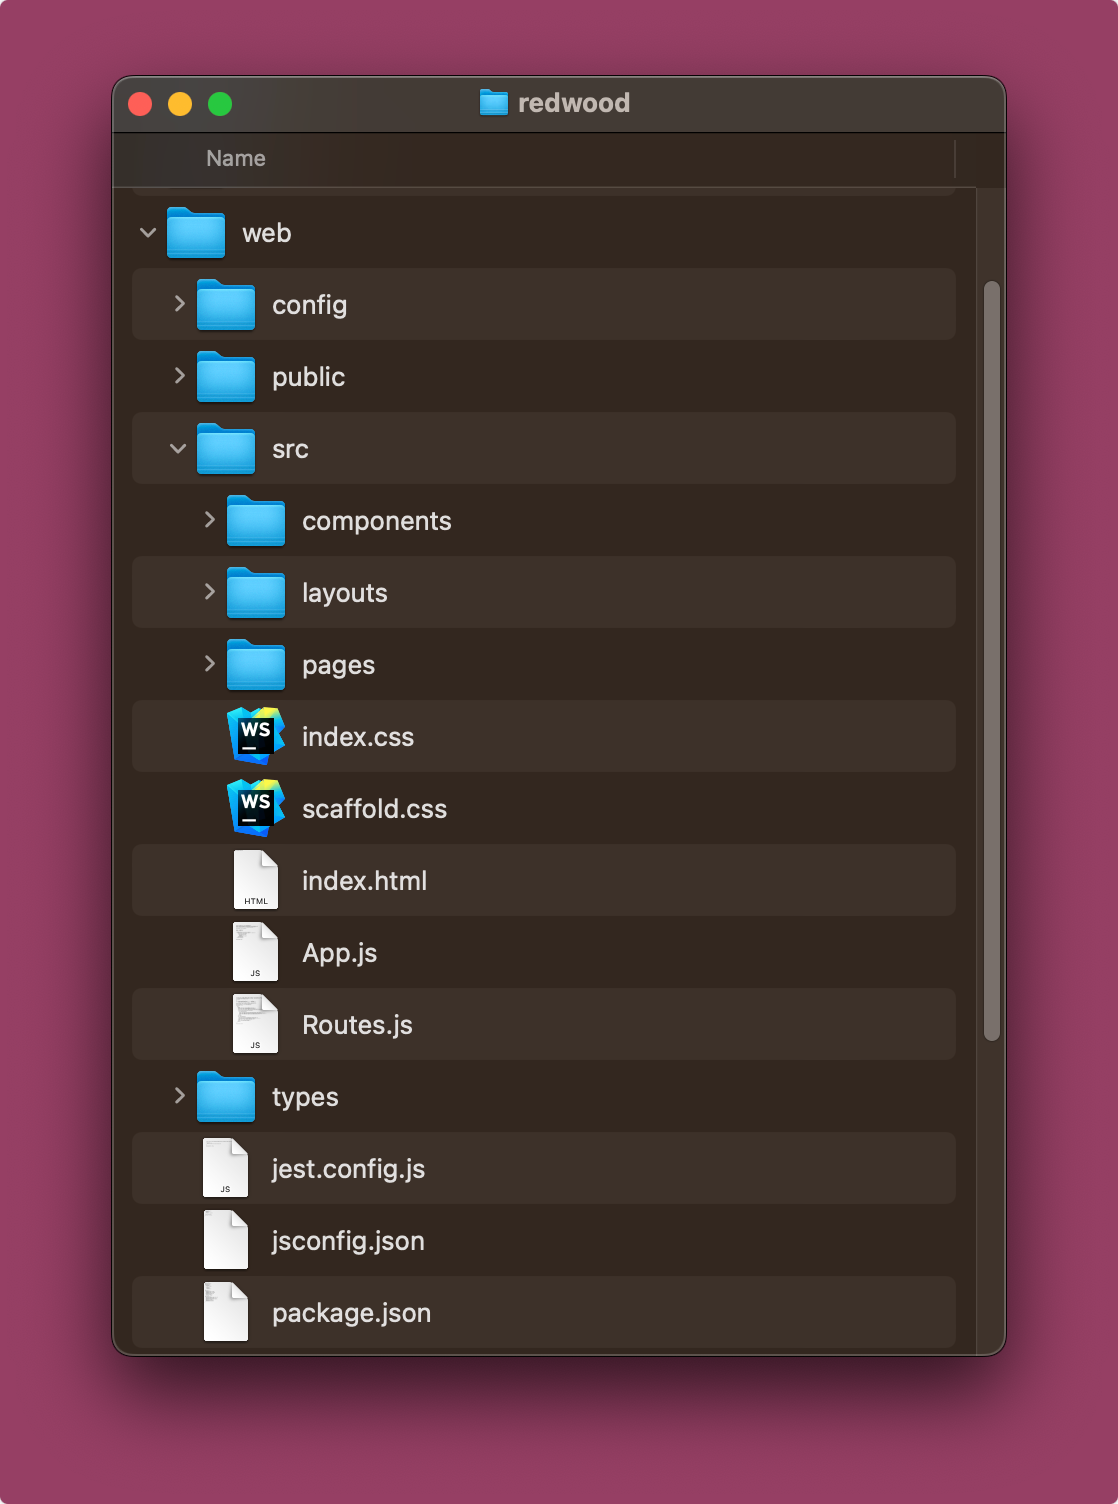 redwood
Name
web
config
public
src
components
layouts
pages
WS
index.css
WS
scaffold.css
HTML
index.html
JS
App.js
JS
Routes.js
types
JS
jest.config.js
jsconfig.json
package.json